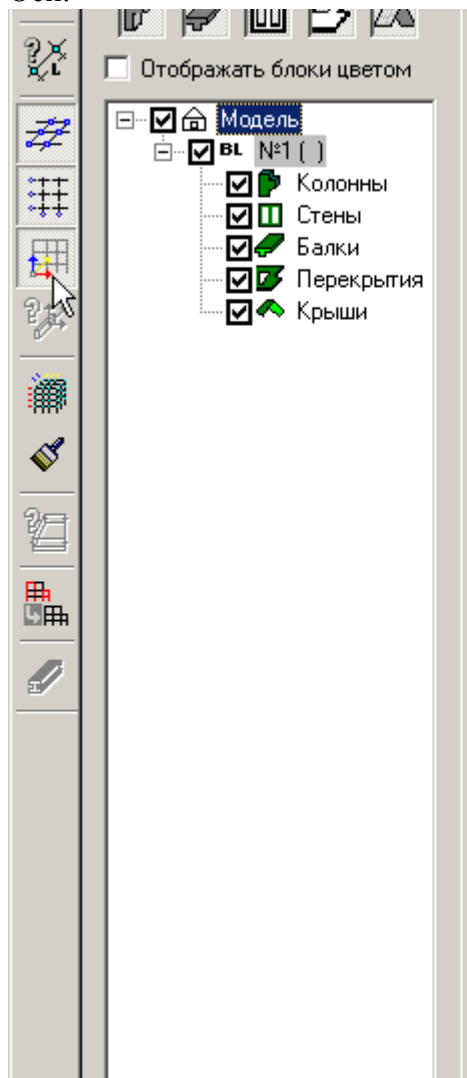 Отображать блоки цветом
Модель
BL №1 ( )
Колонны
Стены
Балки
Перекрытия
Крыши